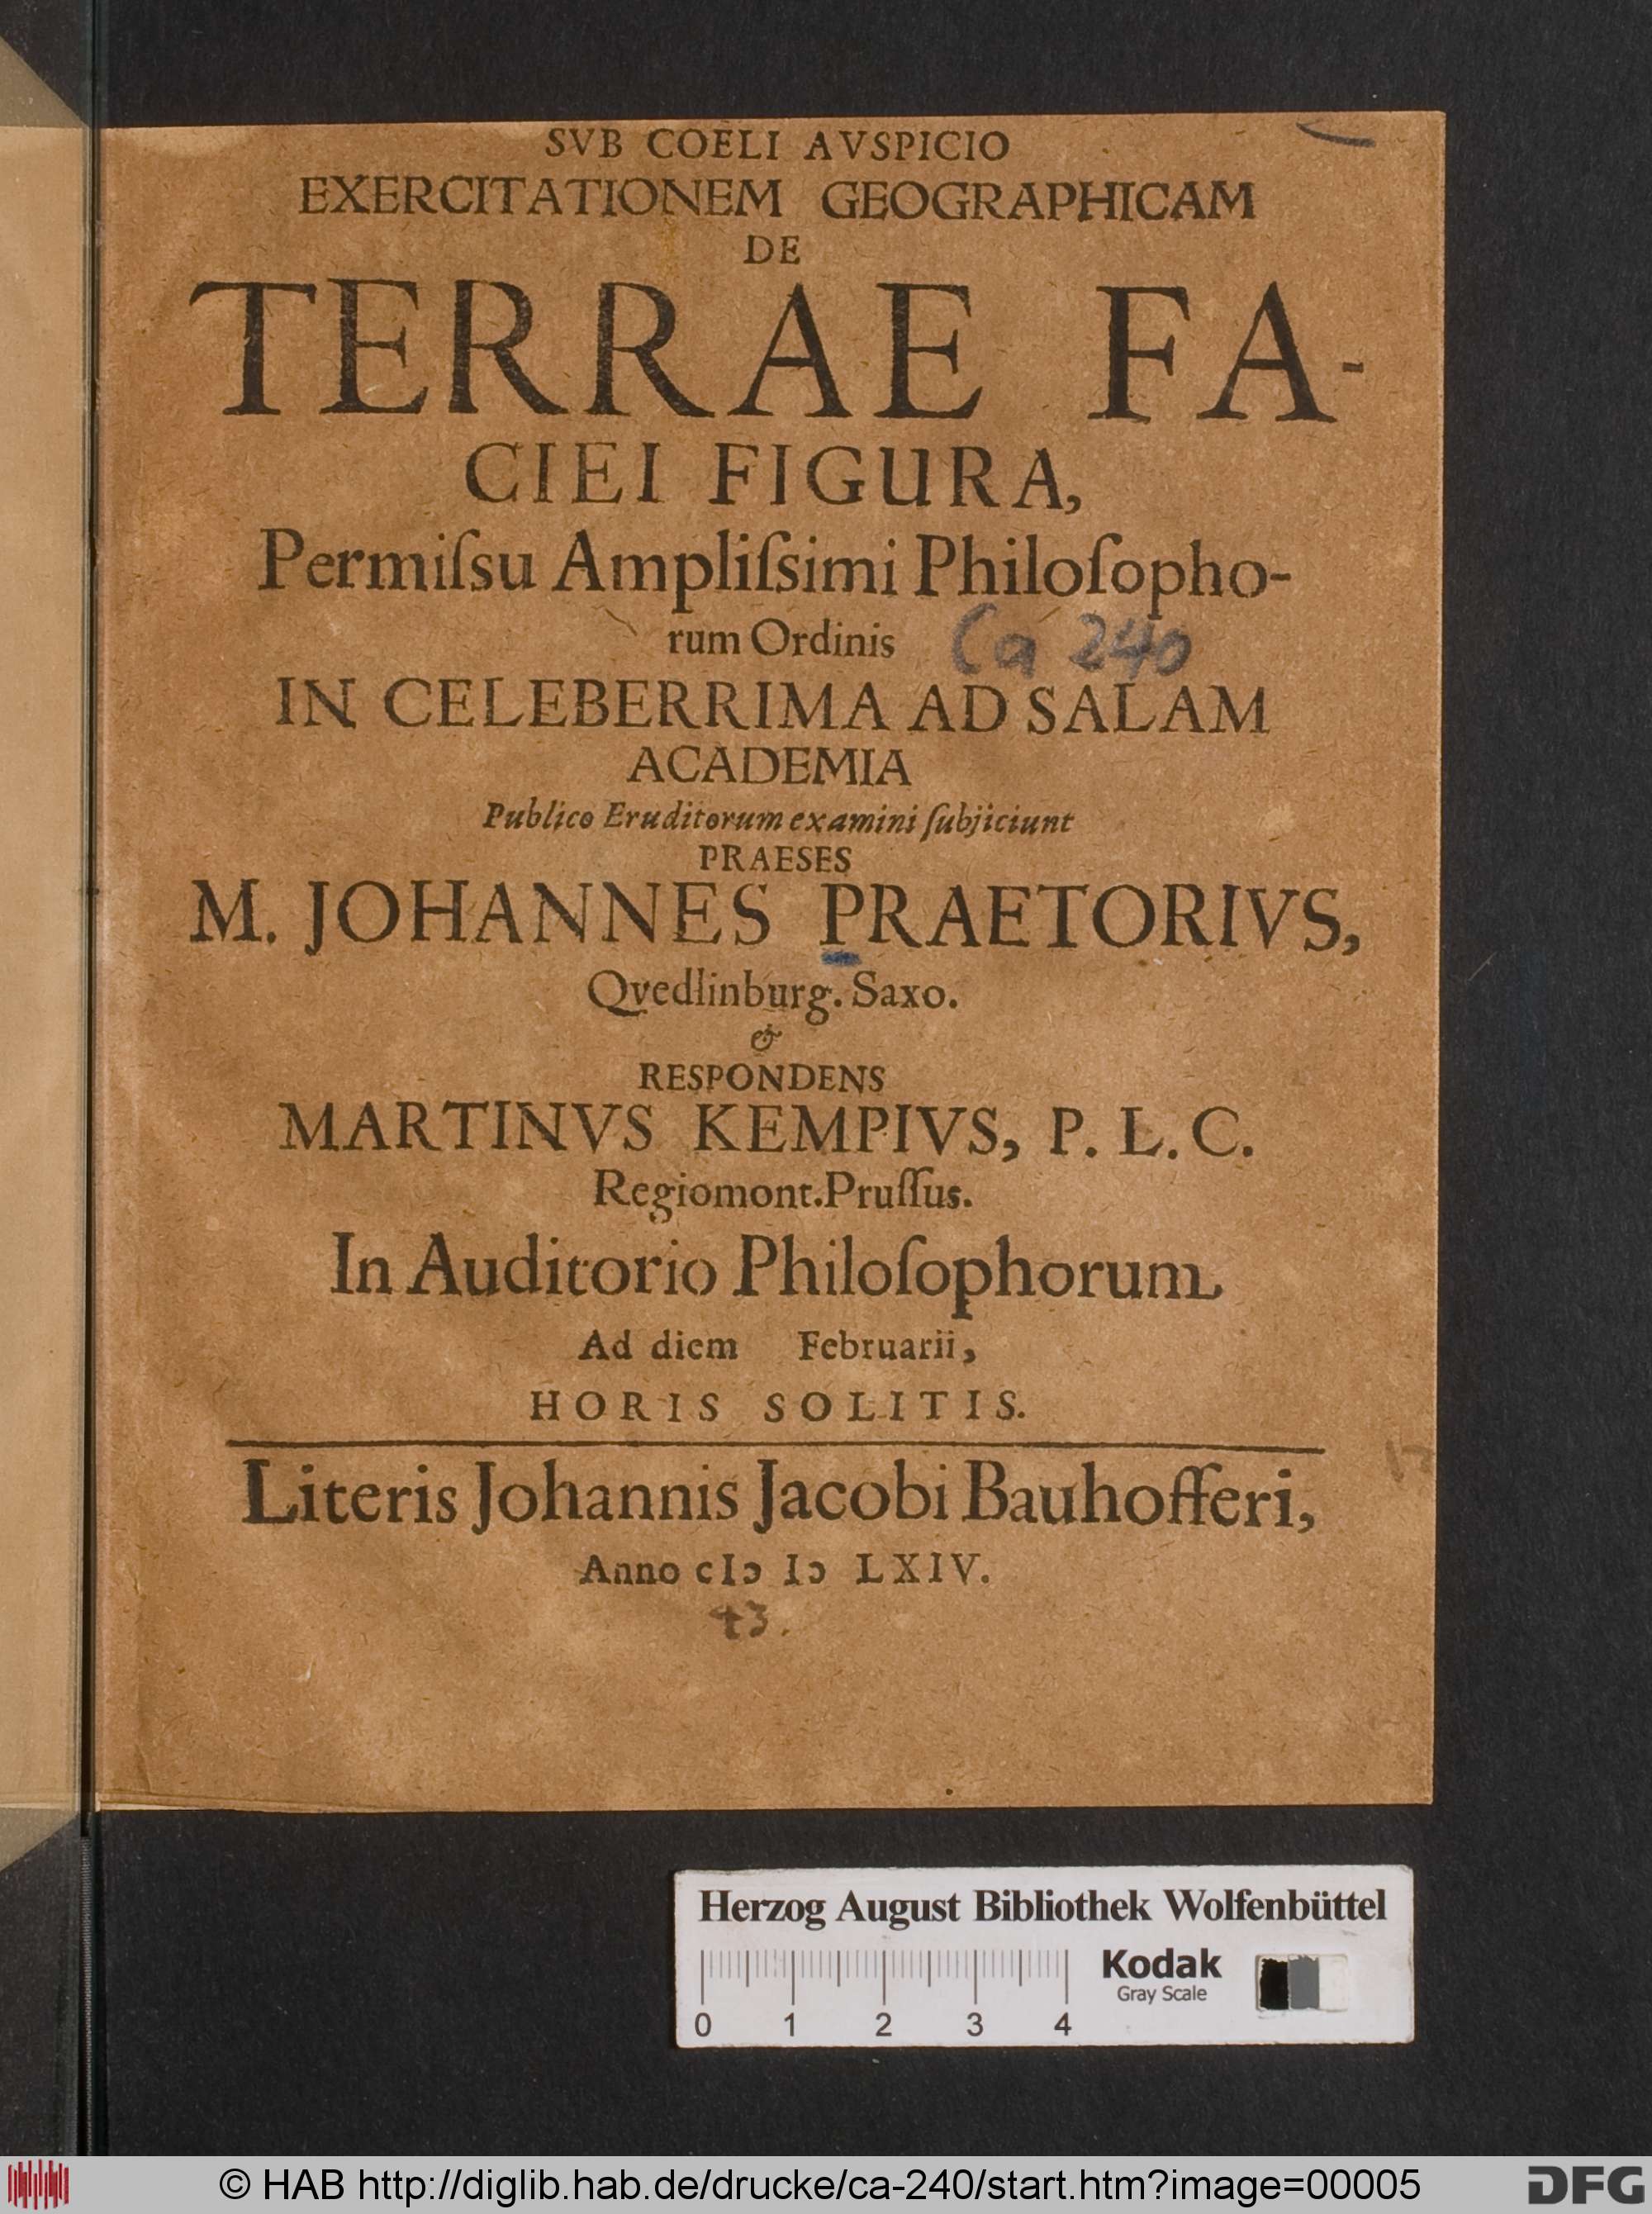 SVB COELI AVSPICIO
EXERCITATIONEM GEOGRAPHICAM
DE
TERRAE FA-
CIEI FIGURA,
Permiſsu Ampliſsimi Philoſopho-
rum Ordinis
Ca 240
IN CELEBERRIMA AD SALAM
ACADEMIA
Publico Eruditorum examini ſubjiciunt
PRAESES
M. JOHANNES PRAETORIVS,
Qvedlinburg. Saxo.
&
RESPONDENS
MARTINVS KEMPIVS, P. L. C.
Regiomont. Pruſſus.
In Auditorio Philoſophorum
Ad diem Februarii,
HORIS SOLITIS.
Literis Johannis Jacobi Bauhofferi,
Anno cIɔ Iɔ LXIV.
43.
Herzog August Bibliothek Wolfenbüttel
Kodak
Gray Scale
0 1 2 3 4
© HAB http://diglib.hab.de/drucke/ca-240/start.htm?image=00005
DFG